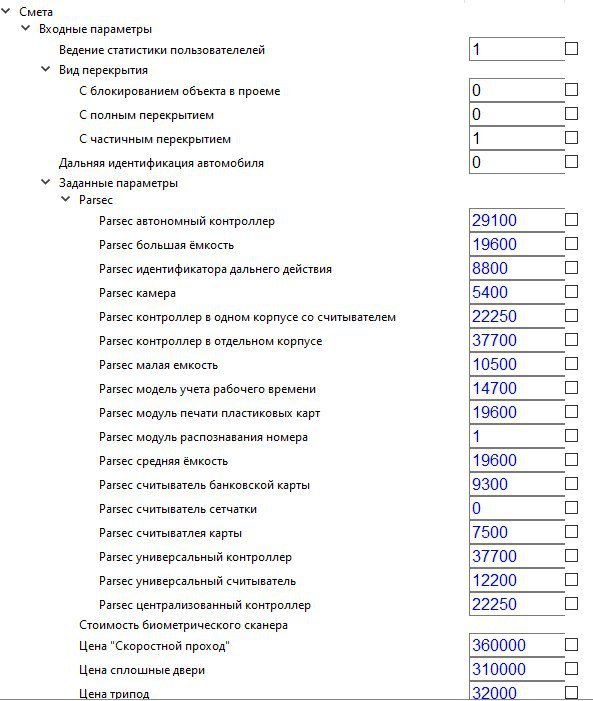 Смета
Входные параметры
Ведение статистики пользователелей 1
Вид перекрытия
С блокированием объекта в проеме 0
С полным перекрытием 0
С частичным перекрытием 1
Дальняя идентификация автомобиля 0
Заданные параметры
Parsec
Parsec автономный контроллер 29100
Parsec большая ёмкость 19600
Parsec идентификатора дальнего действия 8800
Parsec камера 5400
Parsec контроллер в одном корпусе со считывателем 22250
Parsec контроллер в отдельном корпусе 37700
Parsec малая емкость 10500
Parsec модель учета рабочего времени 14700
Parsec модуль печати пластиковых карт 19600
Parsec модуль распознавания номера 1
Parsec средняя ёмкость 19600
Parsec считыватель банковской карты 9300
Parsec считыватель сетчатки 0
Parsec считыватлея карты 7500
Parsec универсальный контроллер 37700
Parsec универсальный считыватель 12200
Parsec централизованный контроллер 22250
Стоимость биометрического сканера
Цена "Скоростной проход" 360000
Цена сплошные двери 310000
Цена трипод 32000